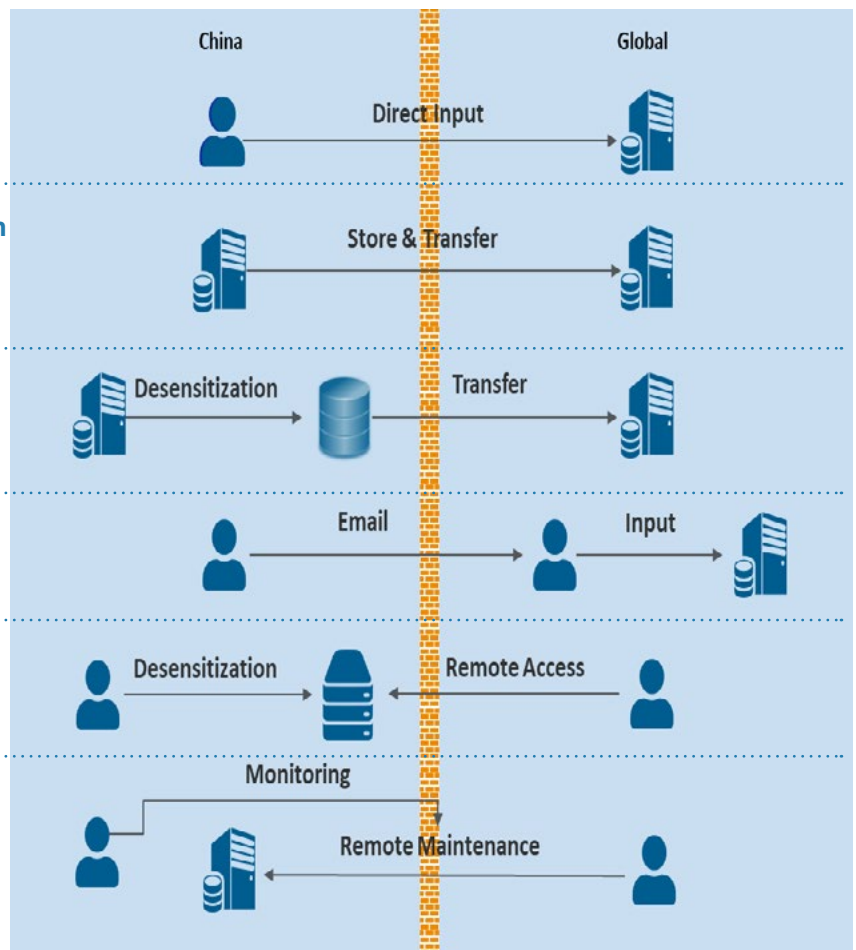 China
Global
Direct Input
Store & Transfer
Desensitization
Transfer
Email
Input
Desensitization
Remote Access
Monitoring
Remote Maintenance